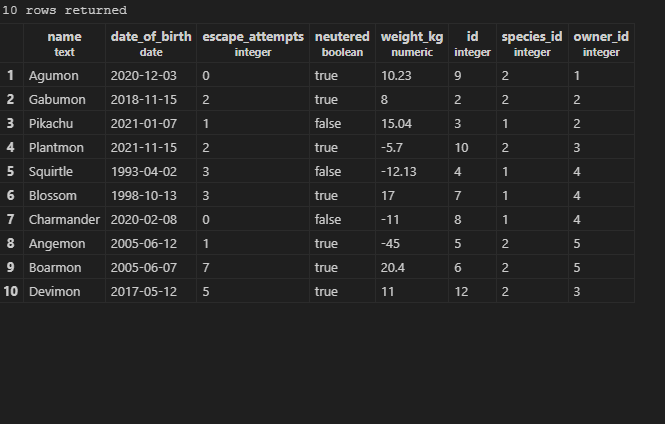 10 rows returned
name date_of_birth escape_attempts neutered weight_kg id species_id owner_id
text date integer boolean numeric integer integer integer
1 Agumon 2020-12-03 0 true 10.23 9 2 1
2 Gabumon 2018-11-15 2 true 8 2 2 2
3 Pikachu 2021-01-07 1 false 15.04 3 1 2
4 Plantmon 2021-11-15 2 true -5.7 10 2 3
5 Squirtle 1993-04-02 3 false -12.13 4 1 4
6 Blossom 1998-10-13 3 true 17 7 1 4
7 Charmander 2020-02-08 0 false -11 8 1 4
8 Angemon 2005-06-12 1 true -45 5 2 5
9 Boarmon 2005-06-07 7 true 20.4 6 2 5
10 Devimon 2017-05-12 5 true 11 12 2 3